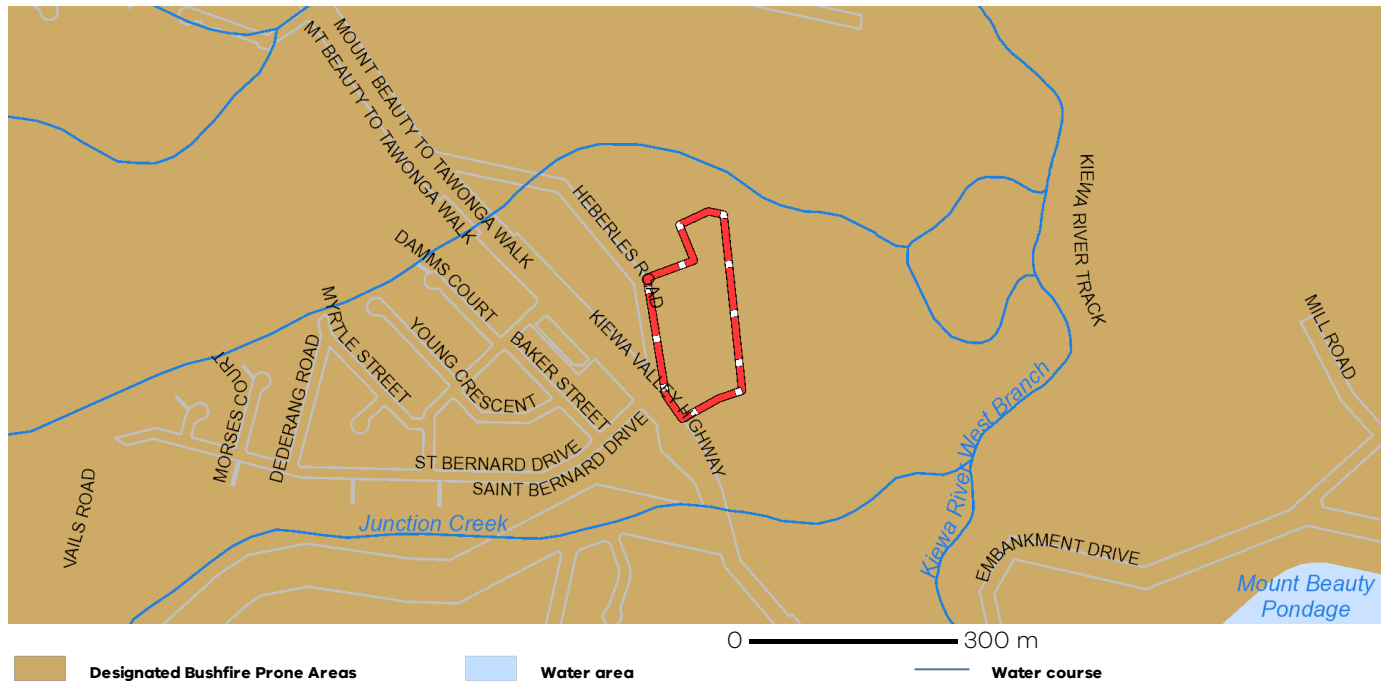 MOUNT BEAUTY TO TAWONGA WALK
MT BEAUTY TO TAWONGA WALK
HEBERLES ROAD
KIEWA RIVER TRACK
DAMMS COURT
MYRTLE STREET
YOUNG CRESCENT
BAKER STREET
KIEWA VALLEY HIGHWAY
MILL ROAD
MORSES COURT
DEDERANG ROAD
ST BERNARD DRIVE
SAINT BERNARD DRIVE
VAILS ROAD
Junction Creek
Kiewa River West Branch
EMBANKMENT DRIVE
Mount Beauty
Pondage
0 300 m
Designated Bushfire Prone Areas
Water area
Water course